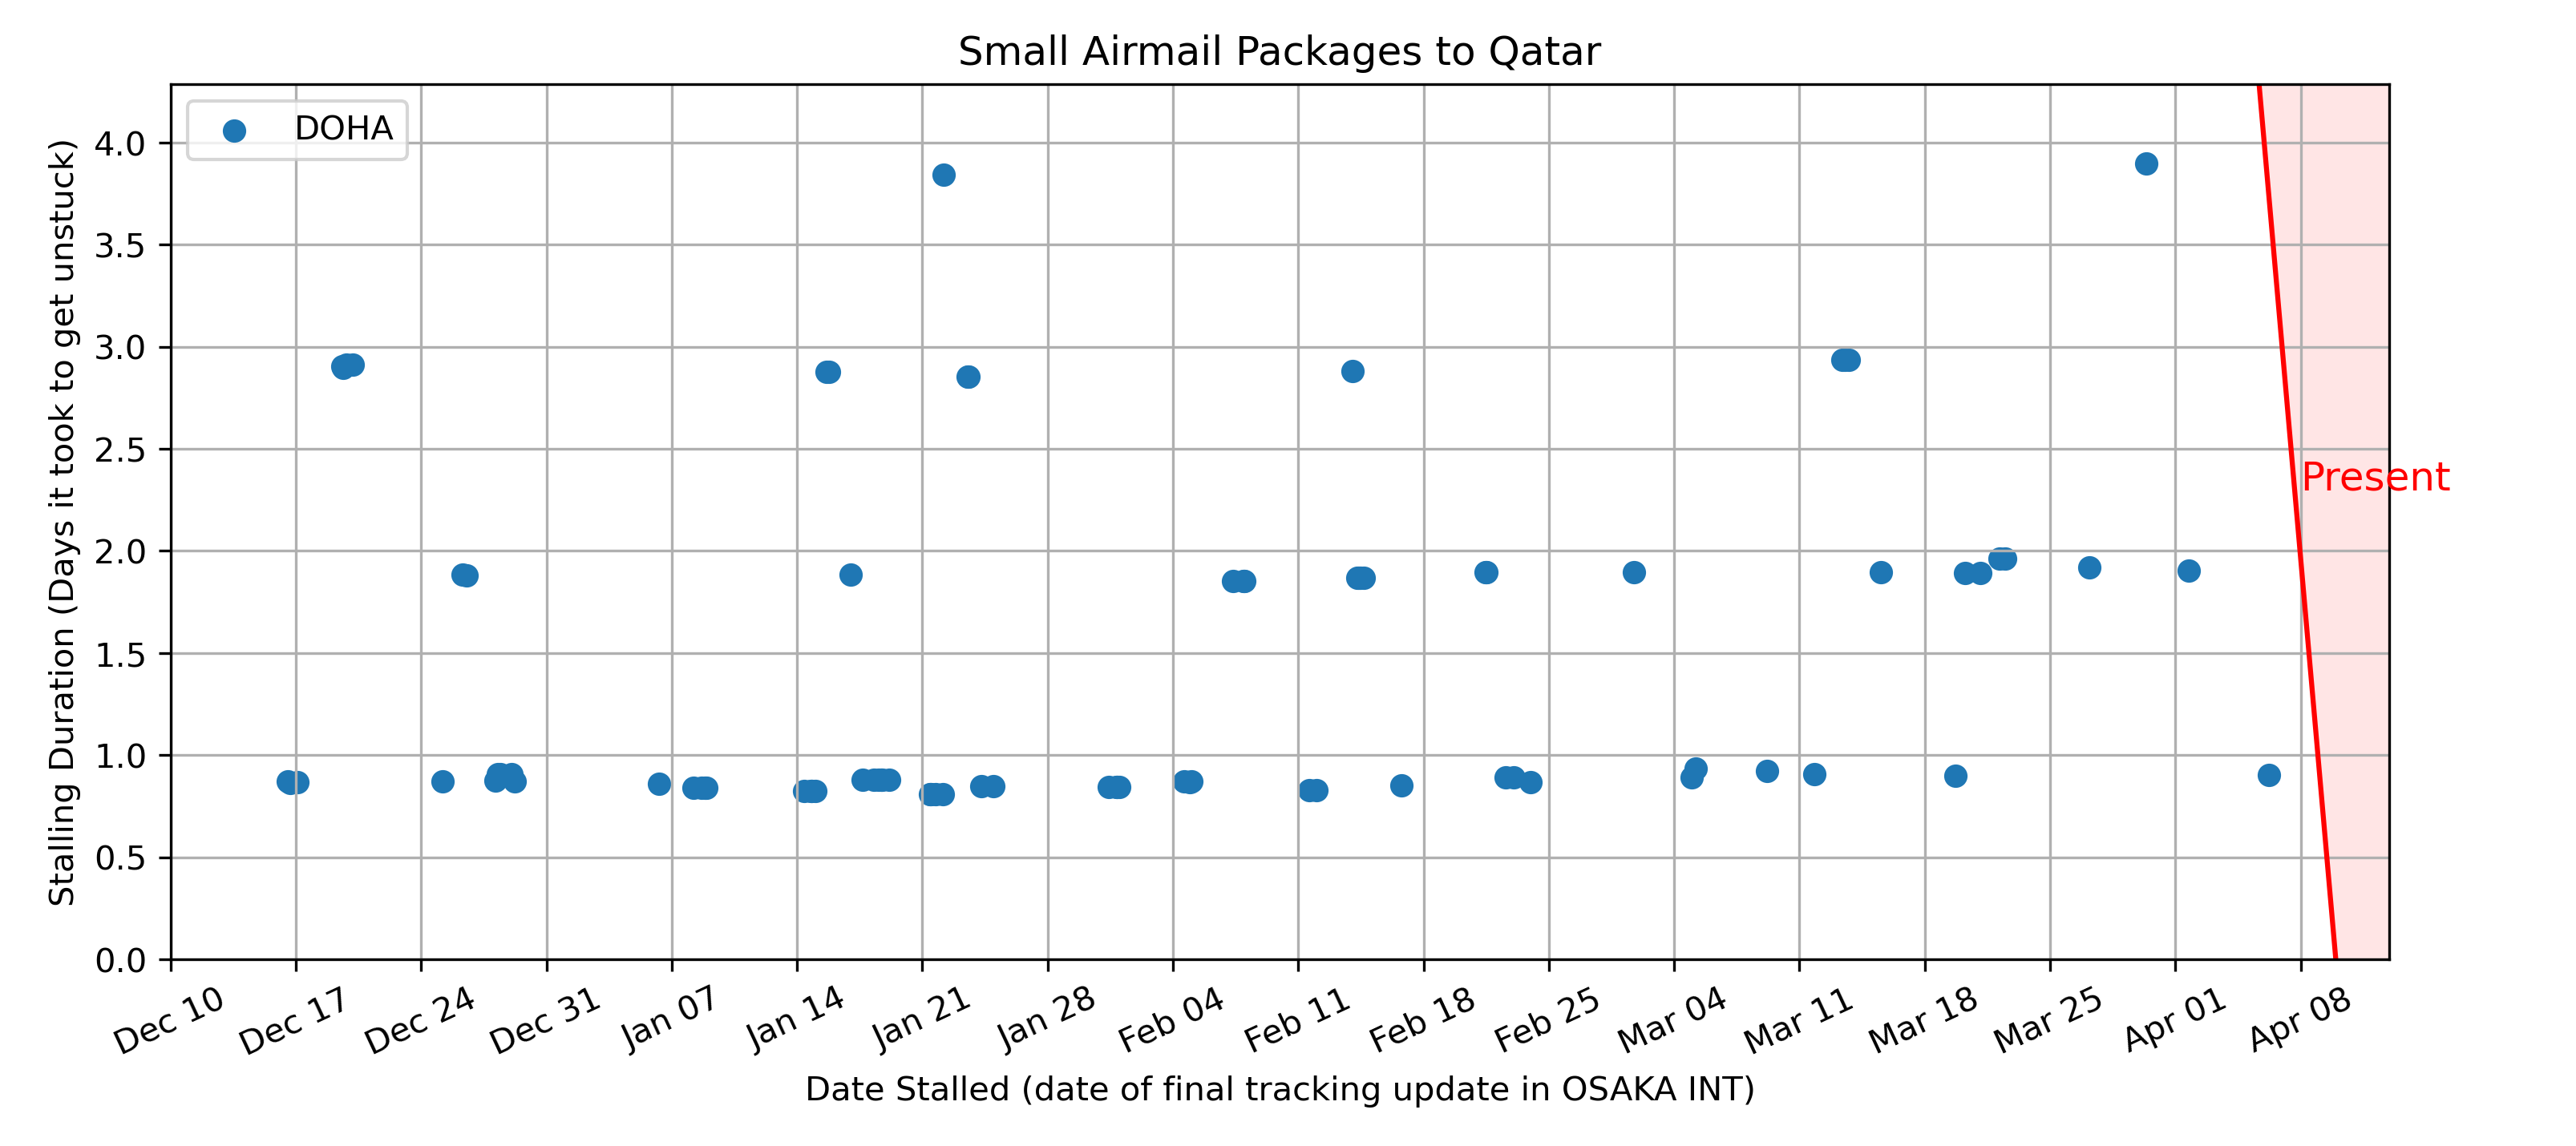 Small Airmail Packages to Qatar
DOHA
Stalling Duration (Days it took to get unstuck)
4.0
3.5
3.0
2.5
2.0
1.5
1.0
0.5
0.0
Present
Dec 10 Dec 17 Dec 24 Dec 31 Jan 07 Jan 14 Jan 21 Jan 28 Feb 04 Feb 11 Feb 18 Feb 25 Mar 04 Mar 11 Mar 18 Mar 25 Apr 01 Apr 08
Date Stalled (date of final tracking update in OSAKA INT)